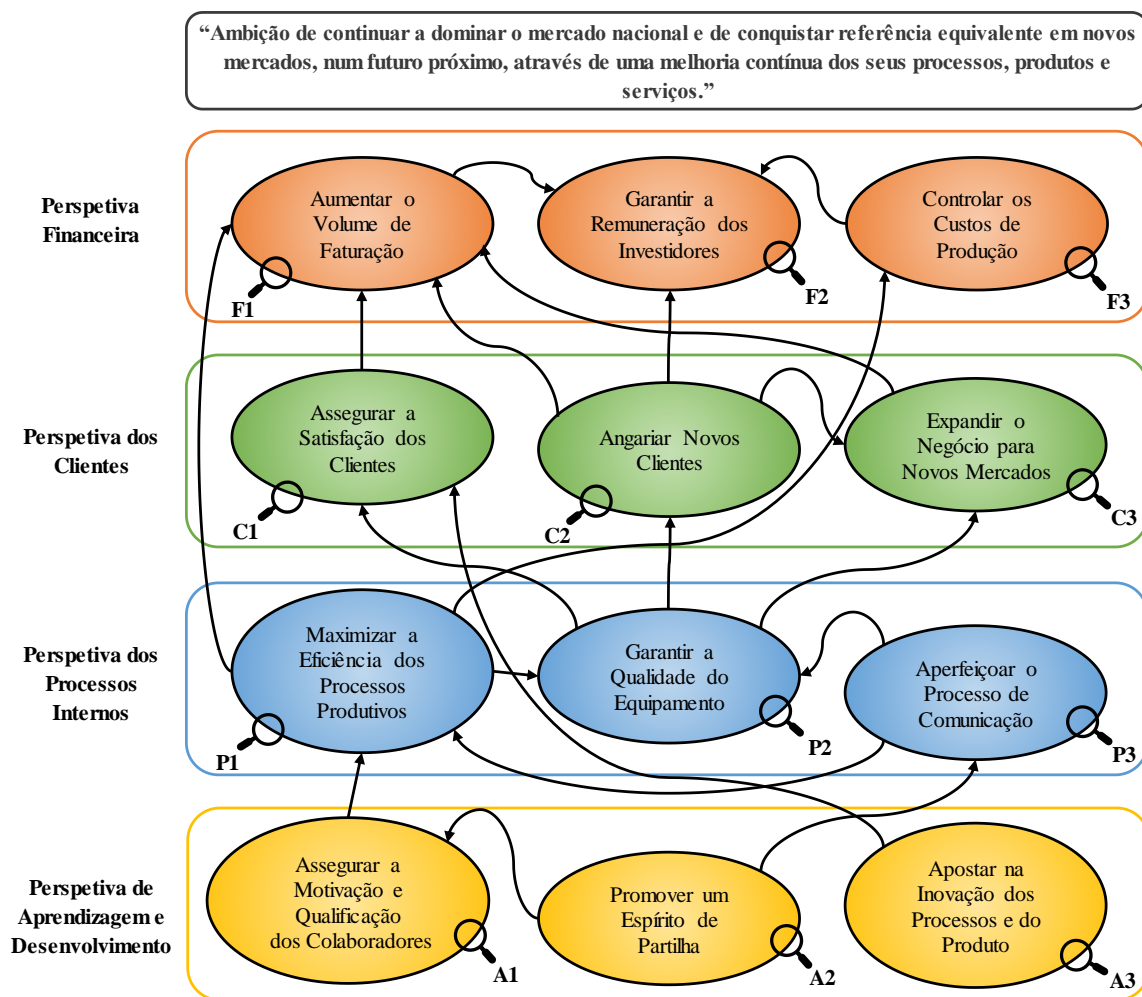 “Ambição de continuar a dominar o mercado nacional e de conquistar referência equivalente em novos
mercados, num futuro próximo, através de uma melhoria contínua dos seus processos, produtos e
serviços.”
Perspetiva
Financeira
Aumentar o
Volume de
Faturação
F1
Garantir a
Remuneração dos
Investidores
F2
Controlar os
Custos de
Produção
F3
Perspetiva dos
Clientes
Assegurar a
Satisfação dos
Clientes
C1
Angariar Novos
Clientes
C2
Expandir o
Negócio para
Novos Mercados
C3
Perspetiva dos
Processos
Internos
Maximizar a
Eficiência dos
Processos
Produtivos
P1
Garantir a
Qualidade do
Equipamento
P2
Aperfeiçoar o
Processo de
Comunicação
P3
Perspetiva de
Aprendizagem e
Desenvolvimento
Assegurar a
Motivação e
Qualificação
dos Colaboradores
A1
Promover um
Espírito de
Partilha
A2
Apostar na
Inovação dos
Processos e do
Produto
A3